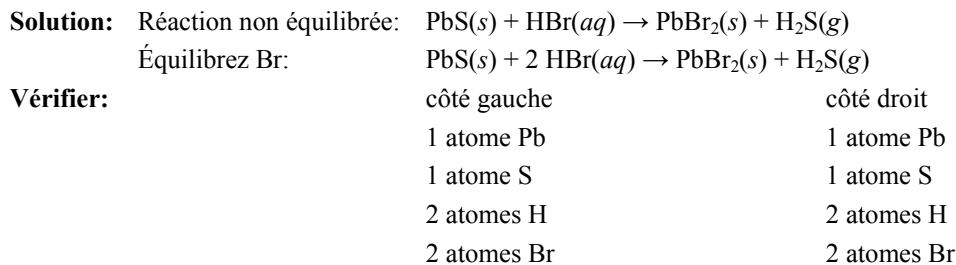 Solution: Réaction non équilibrée: PbS(s) + HBr(aq) → PbBr₂(s) + H₂S(g)
Équilibrez Br: PbS(s) + 2 HBr(aq) → PbBr₂(s) + H₂S(g)
Vérifier: côté gauche côté droit
1 atome Pb 1 atome Pb
1 atome S 1 atome S
2 atomes H 2 atomes H
2 atomes Br 2 atomes Br